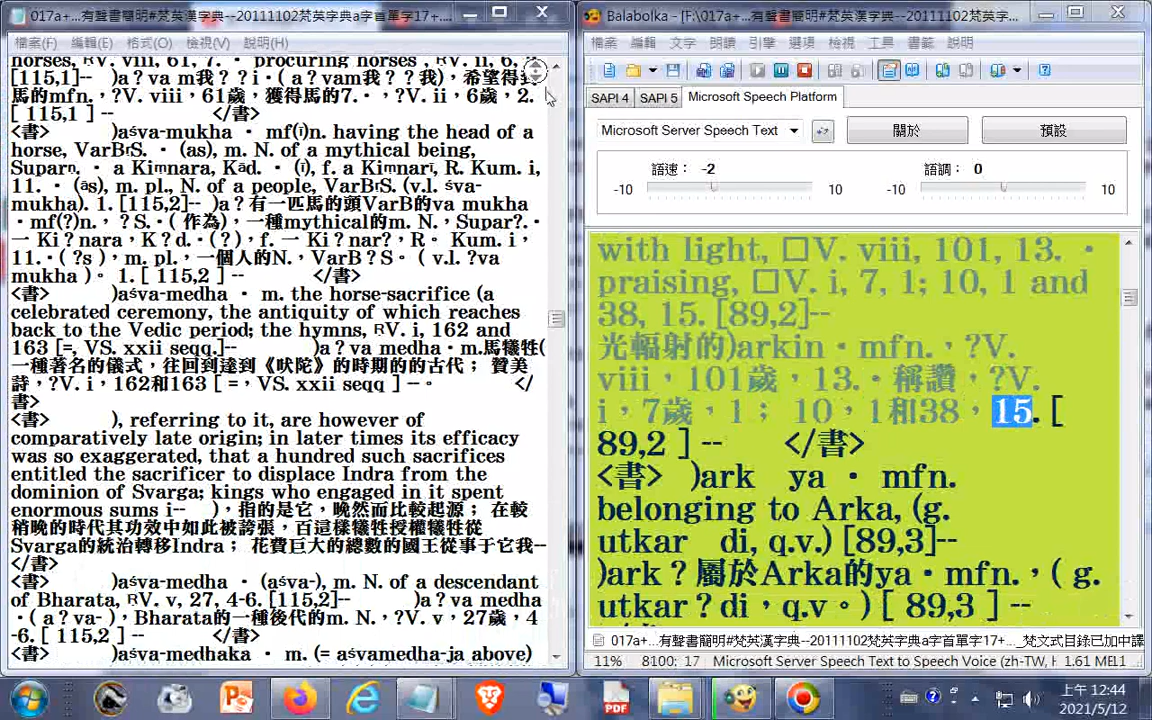 017a+...有聲書簡明#梵英漢字典--20111102梵英字典a字首單字17+...
檔案(F) 編輯(E) 格式(O) 檢視(V) 說明(H)
horses, RV. viii, 61, 7. · procuring horses, RV. ii, 6, 2.
[115,1]-- )a?va m我??i·( a?vam我??我)，希望得到
馬的mfn.，?V. viii，61歲，獲得馬的7.·，?V. ii，6歲，2.
[ 115,1 ] -- </書>
<書> )aśva-mukha · mf(ī)n. having the head of a
horse, VarBṛS. · (as), m. N. of a mythical being,
Suparṇ. · a Kiṃnara, Kād. · (ī), f. a Kiṃnarī, R. Kum. i,
11. · (ās), m. pl., N. of a people, VarBṛS. (v.l. śva-
mukha). 1. [115,2]-- )a?有一匹馬的頭VarB的va mukha
·mf(?)n.，?S.·( 作為)，一種mythical的m. N.，Supar?.·
一 Ki?nara，K?d.·(?)，f. 一 Ki?nar?，R。 Kum. i，
11.·(?s )，m. pl.，一個人的N.，VarB?S。( v.l. ?va
mukha )。 1. [ 115,2 ] -- </書>
<書> )aśva-medha · m. the horse-sacrifice (a
celebrated ceremony, the antiquity of which reaches
back to the Vedic period; the hymns, RV. i, 162 and
163 [=, VS. xxii seqq.]-- )a?va medha·m.馬犧牲(
一種著名的儀式，往回到達到《吠陀》的時期的的古代； 贊美
詩，?V. i，162和163 [ =，VS. xxii seqq ] --。 </
書>
<書> ), referring to it, are however of
comparatively late origin; in later times its efficacy
was so exaggerated, that a hundred such sacrifices
entitled the sacrificer to displace Indra from the
dominion of Svarga; kings who engaged in it spent
enormous sums i-- )，指的是它，晚然而比較起源； 在較
稍晚的時代其功效中如此被誇張，百這樣犧牲授權犧牲從
Svarga的統治轉移Indra； 花費巨大的總數的國王從事于它我--
</書>
<書> )aśva-medha · (aśva-), m. N. of a descendant
of Bharata, RV. v, 27, 4-6. [115,2]-- )a?va medha
·( a?va- )，Bharata的一種後代的m. N.，?V. v，27歲，4
-6. [ 115,2 ] -- </書>
<書> )aśva-medhaka · m. (= aśvamedha-ja above)
Balabolka - [F:\017a+...有聲書簡明#梵英漢字典--20111102梵英字...
檔案 編輯 文字 朗讀 引擎 選項 檢視 工具 書籤 說明
SAPI 4 SAPI 5 Microsoft Speech Platform
Microsoft Server Speech Text 關於 預設
語速： -2 語調： 0
-10 10 -10 10
with light, □V. viii, 101, 13. ·
praising, □V. i, 7, 1; 10, 1 and
38, 15. [89,2]--
光輻射的)arkin·mfn.，?V.
viii，101歲，13.·稱讚，?V.
i，7歲，1； 10，1和38，15. [
89,2 ] -- </書>
<書> )ark ya · mfn.
belonging to Arka, (g.
utkar di, q.v.) [89,3]--
)ark?屬於Arka的ya·mfn.，( g.
utkar?di，q.v。) [ 89,3 ] --
017a+...有聲書簡明#梵英漢字典--20111102梵英字典a字首單字17+..._梵文式目錄已加中譯
11% 8100; 17 Microsoft Server Speech Text to Speech Voice (zh-TW, H 1.61 MB
PDF
上午 12:44
2021/5/12